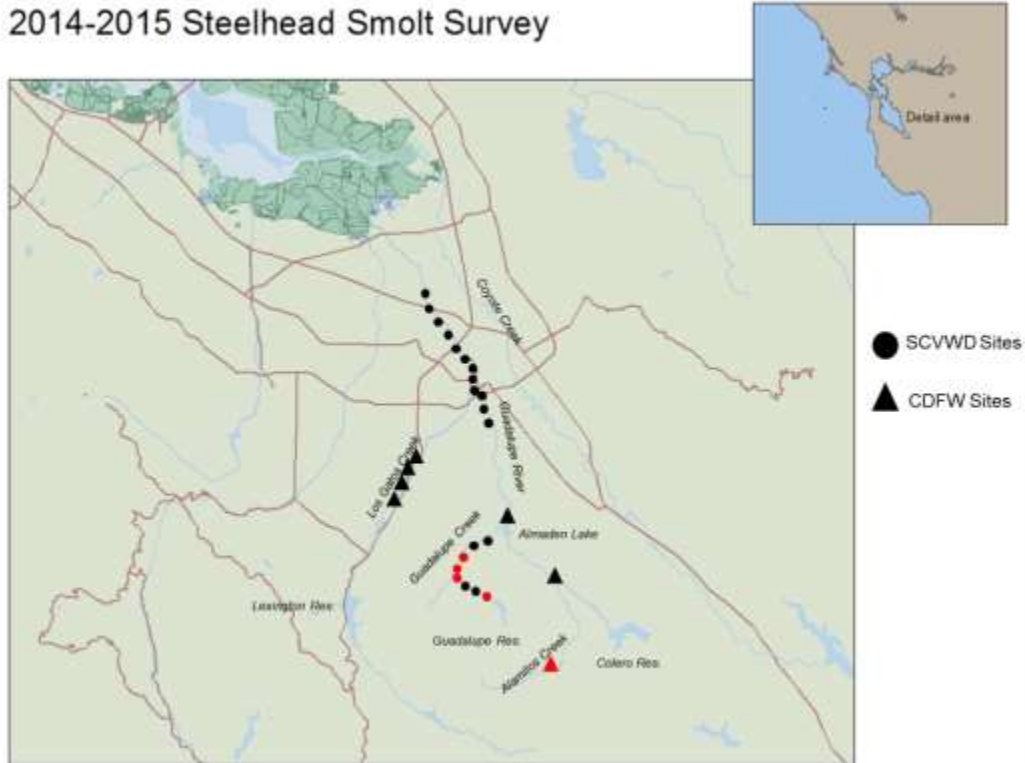 2014-2015 Steelhead Smolt Survey
Detail area
Coyote Creek
SCVWD Sites
CDFW Sites
Guadalupe River
Los Gatos Creek
Guadalupe Creek
Almaden Lake
Lexington Res.
Guadalupe Res.
Alamitos Creek
Calero Res.